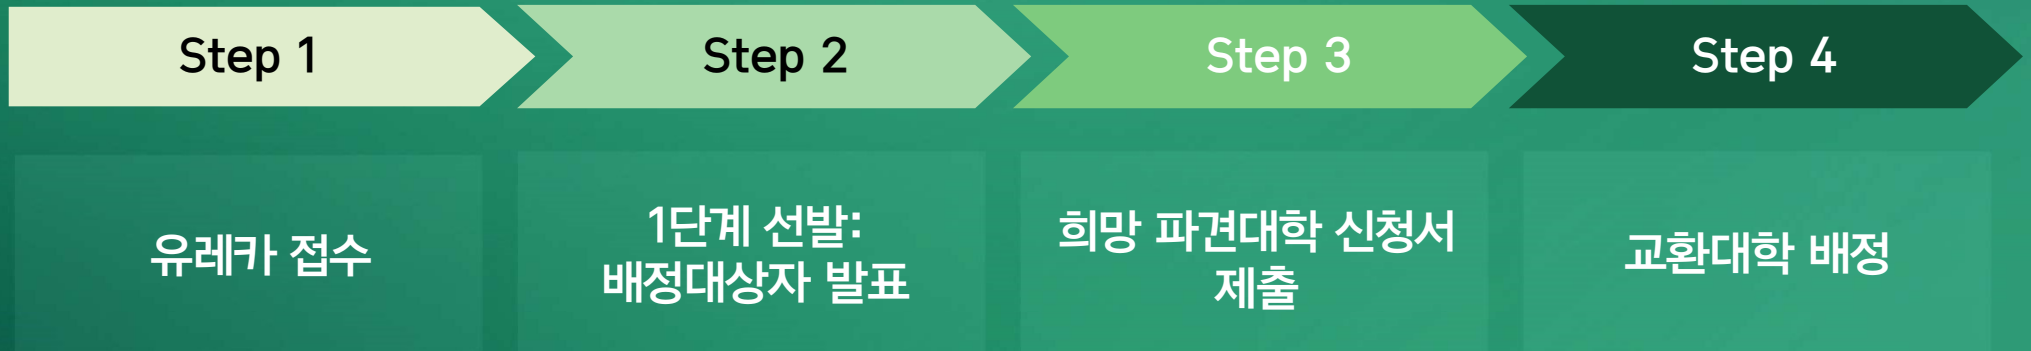 Step 1
Step 2
Step 3
Step 4
유레카 접수
1단계 선발:
배정대상자 발표
희망 파견대학 신청서
제출
교환대학 배정